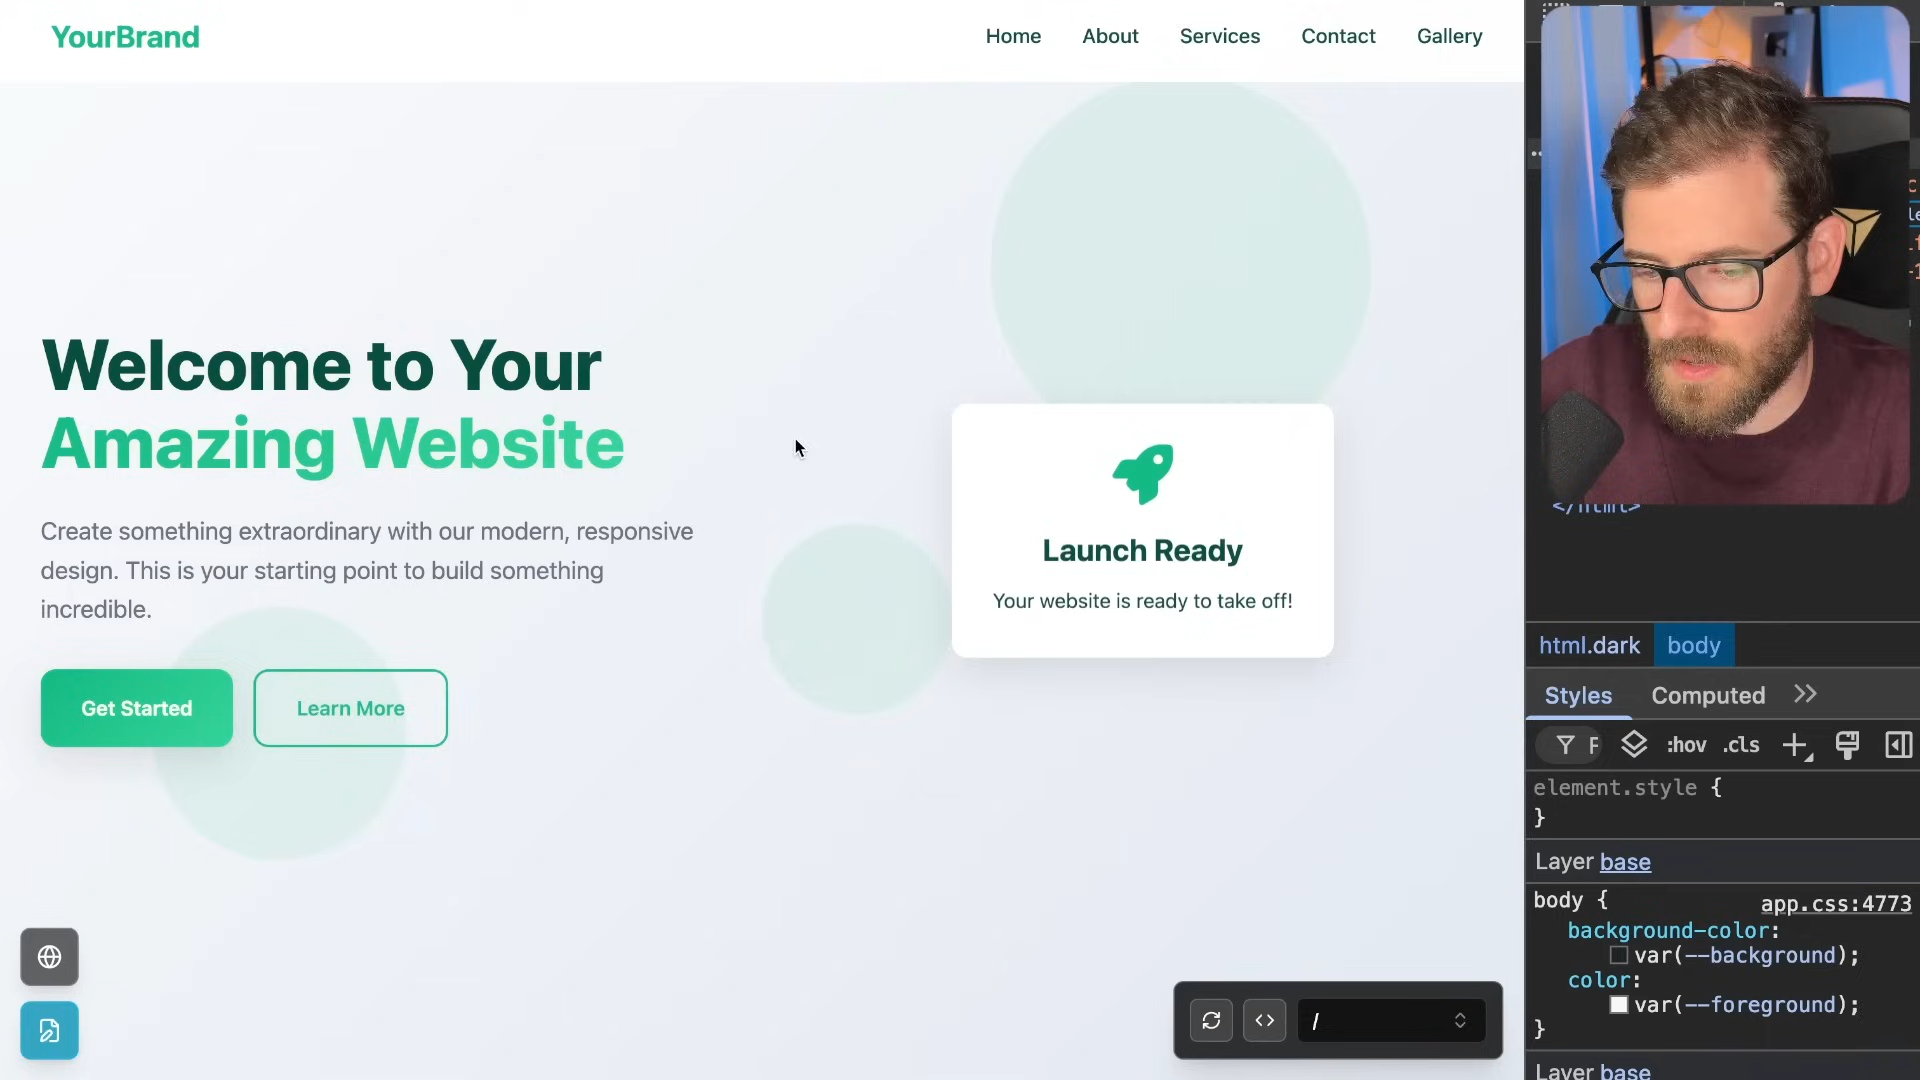 YourBrand
Home About Services Contact Gallery
Welcome to Your
Amazing Website
Create something extraordinary with our modern, responsive
design. This is your starting point to build something
incredible.
Get Started
Learn More
Launch Ready
Your website is ready to take off!
/
</html>
html.dark body
Styles Computed
F :hov .cls
element.style {
}
Layer base
body { app.css:4773
background-color:
var(--background);
color:
var(--foreground);
}
Layer base